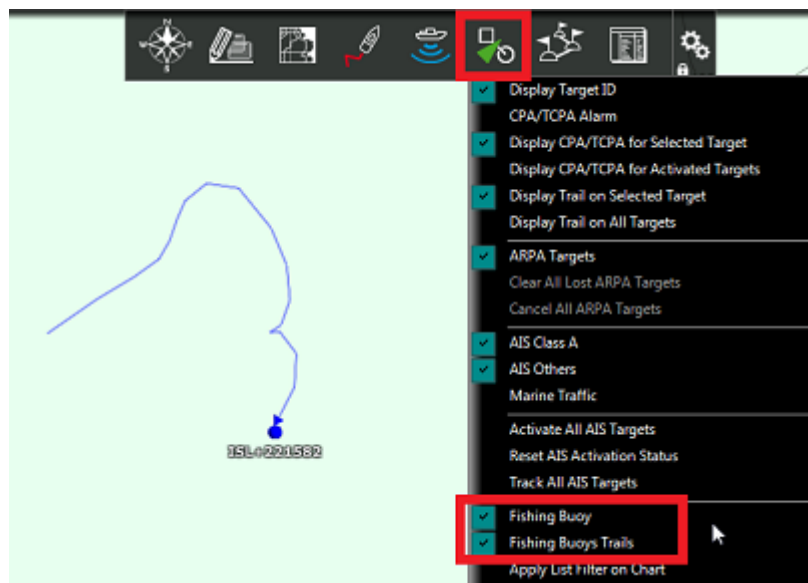 N
Display Target ID
CPA/TCPA Alarm
Display CPA/TCPA for Selected Target
Display CPA/TCPA for Activated Targets
Display Trail on Selected Target
Display Trail on All Targets
ARPA Targets
Clear All Lost ARPA Targets
Cancel All ARPA Targets
AIS Class A
AIS Others
Marine Traffic
Activate All AIS Targets
Reset AIS Activation Status
Track All AIS Targets
Fishing Buoy
Fishing Buoys Trails
Apply List Filter on Chart
ISL+221582